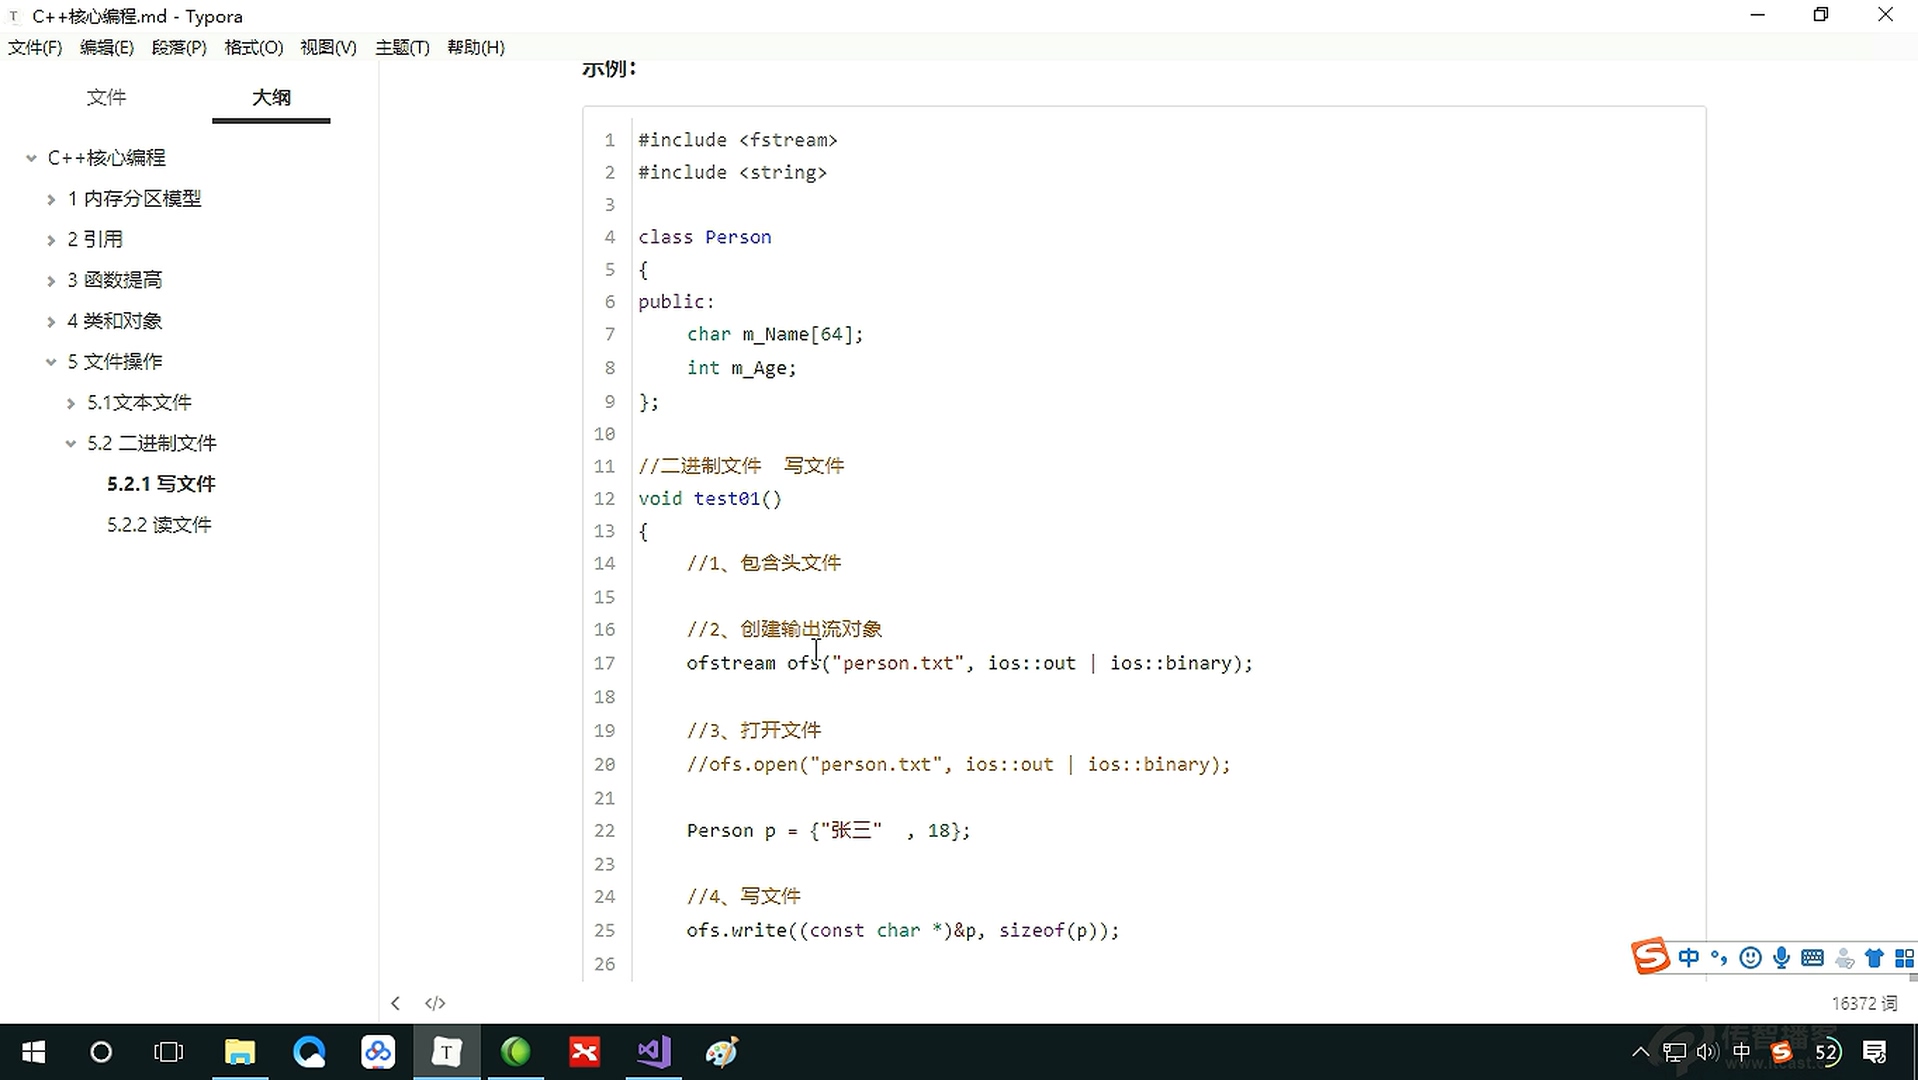 C++核心编程.md - Typora
文件(F) 编辑(E) 段落(P) 格式(O) 视图(V) 主题(T) 帮助(H)
文件 大纲
C++核心编程
1 内存分区模型
2 引用
3 函数提高
4 类和对象
5 文件操作
5.1文本文件
5.2 二进制文件
5.2.1 写文件
5.2.2 读文件
示例：
1 #include <fstream>
2 #include <string>
3
4 class Person
5 {
6 public:
7 char m_Name[64];
8 int m_Age;
9 };
10
11 //二进制文件  写文件
12 void test01()
13 {
14 //1、包含头文件
15
16 //2、创建输出流对象
17 ofstream ofs("person.txt", ios::out | ios::binary);
18
19 //3、打开文件
20 //ofs.open("person.txt", ios::out | ios::binary);
21
22 Person p = {"张三"  , 18};
23
24 //4、写文件
25 ofs.write((const char *)&p, sizeof(p));
26
中
16372 词
中 52
传智播客